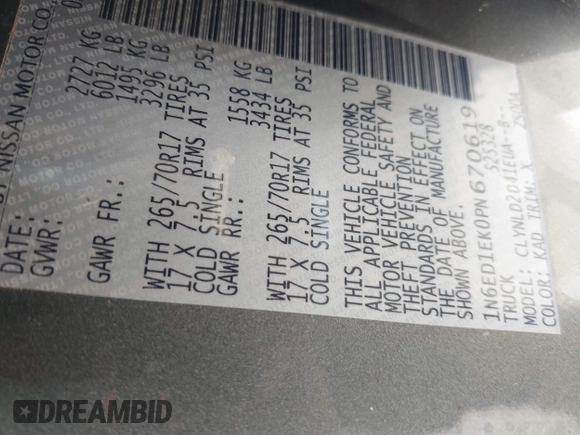 BY NISSAN MOTOR CO
DATE:
GVWR: 2727 KG
6012 LB
GAWR FR.: 1495 KG
3296 LB
WITH 265/70R17 TIRES
17 X 7.5 RIMS AT 35 PSI
COLD SINGLE
GAWR RR.: 1558 KG
3434 LB
WITH 265/70R17 TIRES
17 X 7.5 RIMS AT 35 PSI
COLD SINGLE
THIS VEHICLE CONFORMS TO
ALL APPLICABLE FEDERAL
MOTOR VEHICLE SAFETY AND
THEFT PREVENTION
STANDARDS IN EFFECT ON
THE DATE OF MANUFACTURE
SHOWN ABOVE.
1N6ED1EK0PN670619
TRUCK 525328
MODEL: CLYNLD2D41EUA-B--
COLOR: KAD TRIM: X
DREAMBID